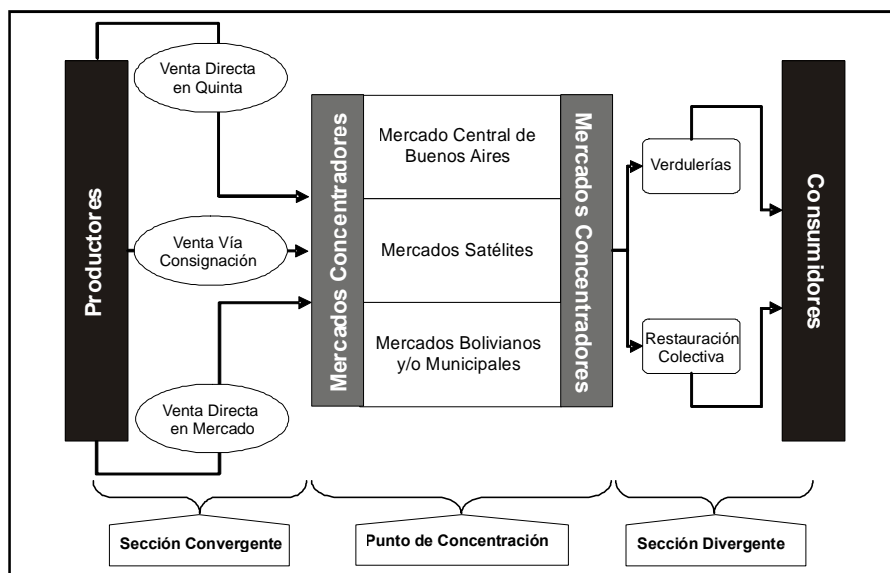 Productores
Venta Directa
en Quinta
Venta Vía
Consignación
Venta Directa
en Mercado
Mercados Concentradores
Mercado Central de
Buenos Aires
Mercados Satélites
Mercados Bolivianos
y/o Municipales
Mercados Concentradores
Verdulerías
Restauración
Colectiva
Consumidores
Sección Convergente
Punto de Concentración
Sección Divergente